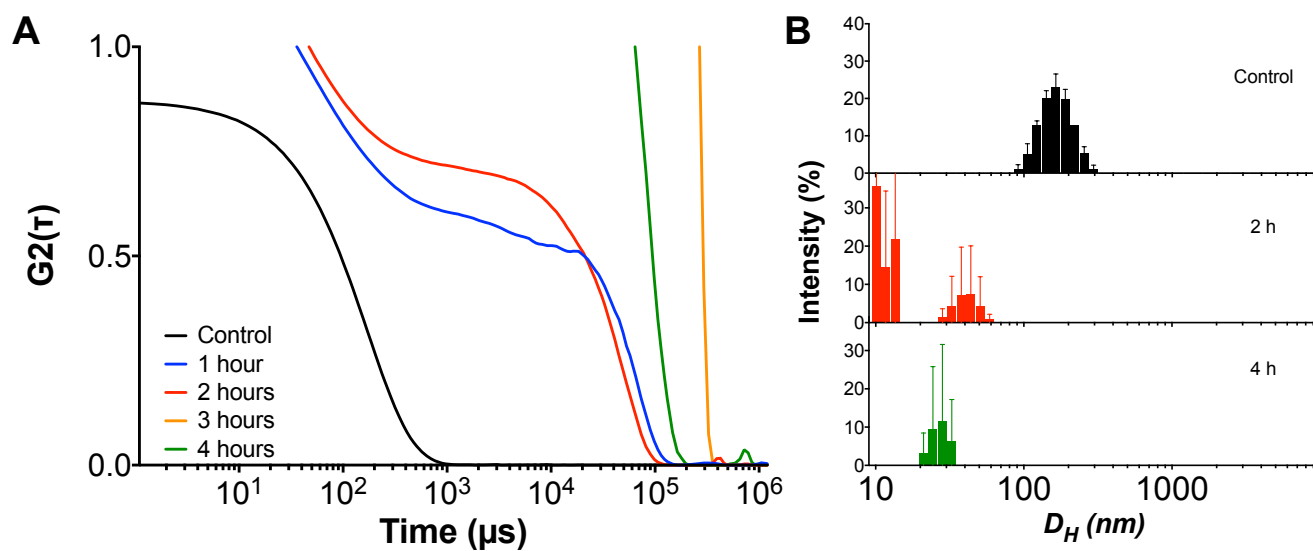 A
G2(τ)
1.0
0.5
0.0
Control
1 hour
2 hours
3 hours
4 hours
10¹ 10² 10³ 10⁴ 10⁵ 10⁶
Time (µs)
B
Intensity (%)
40
30
20
10
0
Control
30
20
10
0
2 h
30
20
10
0
4 h
10 100 1000
D_H (nm)